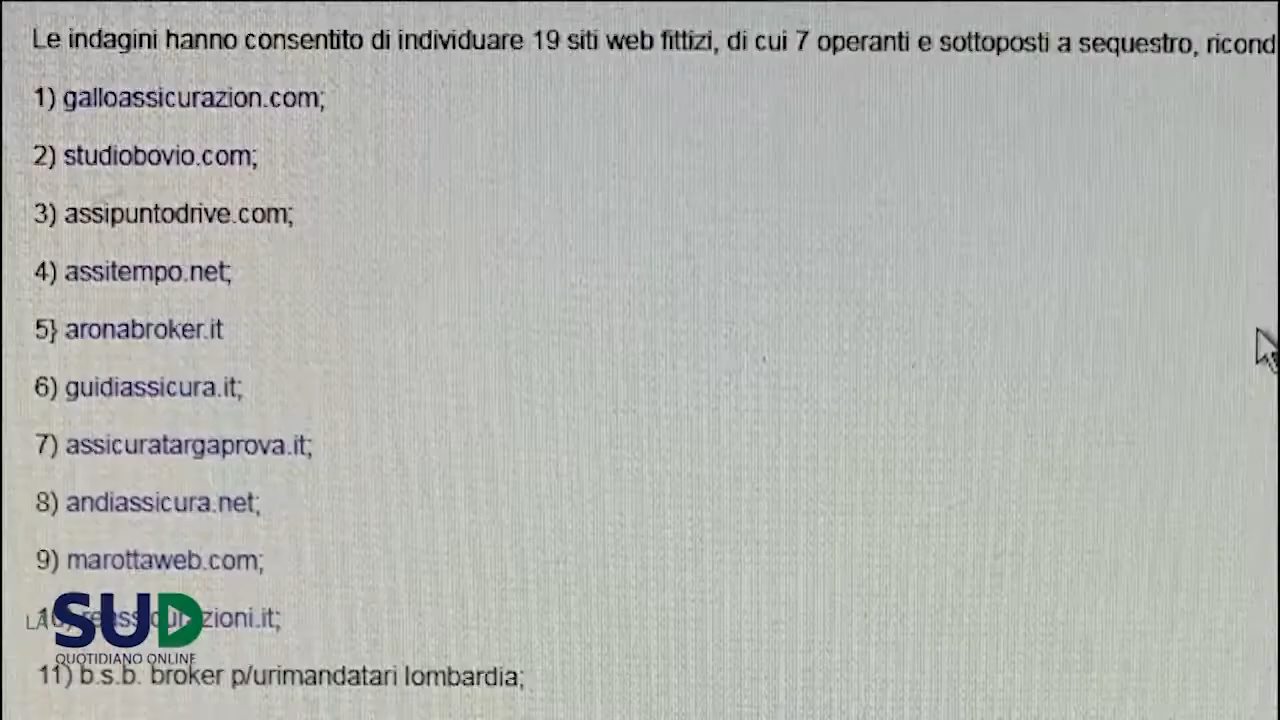 Le indagini hanno consentito di individuare 19 siti web fittizi, di cui 7 operanti e sottoposti a sequestro, ricond
1) galloassicurazion.com;
2) studiobovio.com;
3) assipuntodrive.com;
4) assitempo.net;
5} aronabroker.it
6) guidiassicura.it;
7) assicuratargaprova.it;
8) andiassicura.net;
9) marottaweb.com;
LA SUD
QUOTIDIANO ONLINE
11) b.s.b. broker p/urimandatari lombardia;